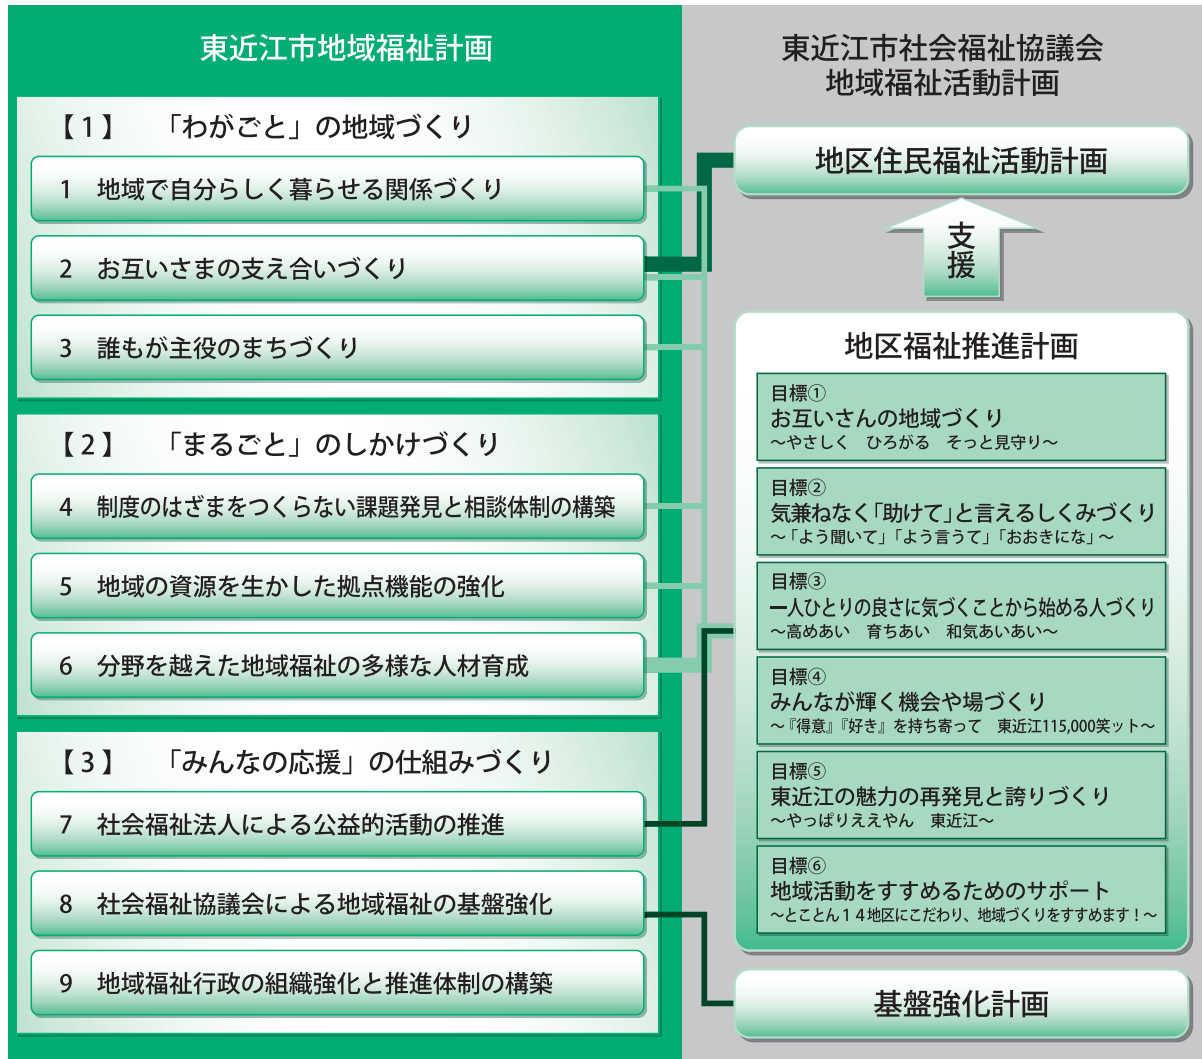 東近江市地域福祉計画
【1】　「わがごと」の地域づくり
1　地域で自分らしく暮らせる関係づくり
2　お互いさまの支え合いづくり
3　誰もが主役のまちづくり
【2】　「まるごと」のしかけづくり
4　制度のはざまをつくらない課題発見と相談体制の構築
5　地域の資源を生かした拠点機能の強化
6　分野を越えた地域福祉の多様な人材育成
【3】　「みんなの応援」の仕組みづくり
7　社会福祉法人による公益的活動の推進
8　社会福祉協議会による地域福祉の基盤強化
9　地域福祉行政の組織強化と推進体制の構築
東近江市社会福祉協議会
地域福祉活動計画
地区住民福祉活動計画
支
援
地区福祉推進計画
目標①
お互いさんの地域づくり
～やさしく　ひろがる　そっと見守り～
目標②
気兼ねなく「助けて」と言えるしくみづくり
～「よう聞いて」「よう言うて」「おおきにな」～
目標③
一人ひとりの良さに気づくことから始める人づくり
～高めあい　育ちあい　和気あいあい～
目標④
みんなが輝く機会や場づくり
～『得意』『好き』を持ち寄って　東近江115,000笑ット～
目標⑤
東近江の魅力の再発見と誇りづくり
～やっぱりええやん　東近江～
目標⑥
地域活動をすすめるためのサポート
～とことん１４地区にこだわり、地域づくりをすすめます！～
基盤強化計画